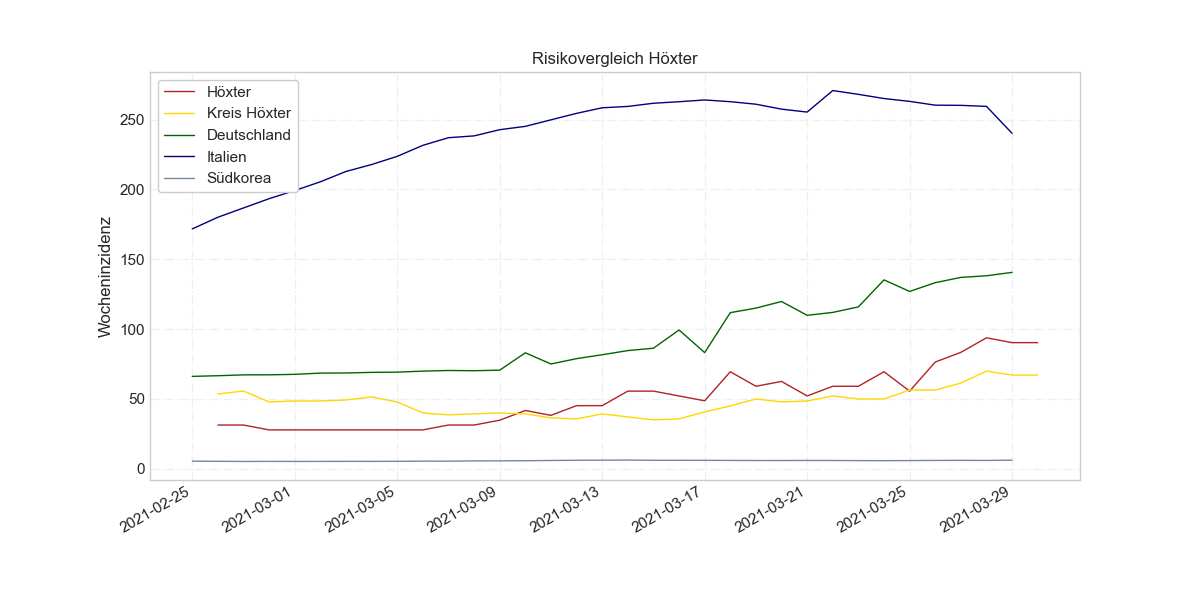 Risikovergleich Höxter
Höxter
Kreis Höxter
Deutschland
Italien
Südkorea
Wocheninzidenz
250
200
150
100
50
0
2021-02-25
2021-03-01
2021-03-05
2021-03-09
2021-03-13
2021-03-17
2021-03-21
2021-03-25
2021-03-29